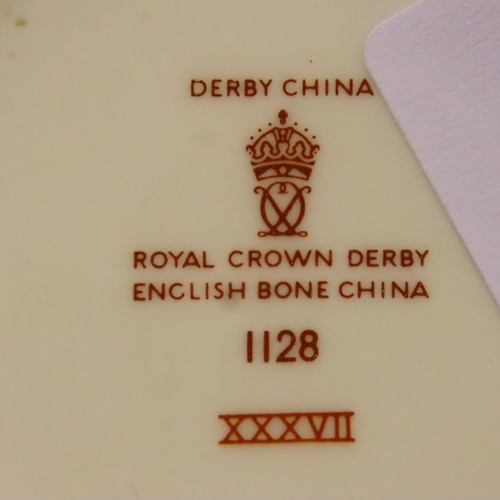 DERBY CHINA
ROYAL CROWN DERBY
ENGLISH BONE CHINA
1128
XXXVII